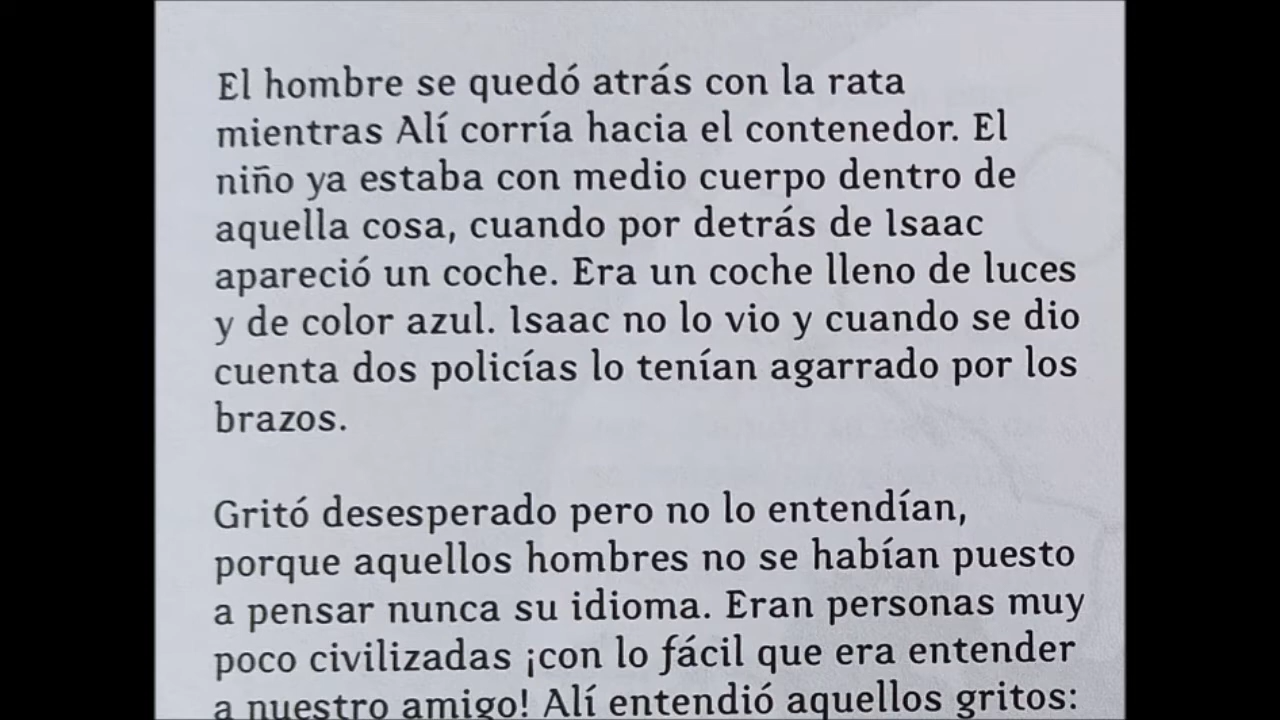 El hombre se quedó atrás con la rata
mientras Alí corría hacia el contenedor. El
niño ya estaba con medio cuerpo dentro de
aquella cosa, cuando por detrás de Isaac
apareció un coche. Era un coche lleno de luces
y de color azul. Isaac no lo vio y cuando se dio
cuenta dos policías lo tenían agarrado por los
brazos.
Gritó desesperado pero no lo entendían,
porque aquellos hombres no se habían puesto
a pensar nunca su idioma. Eran personas muy
poco civilizadas ¡con lo fácil que era entender
a nuestro amigo! Alí entendió aquellos gritos: